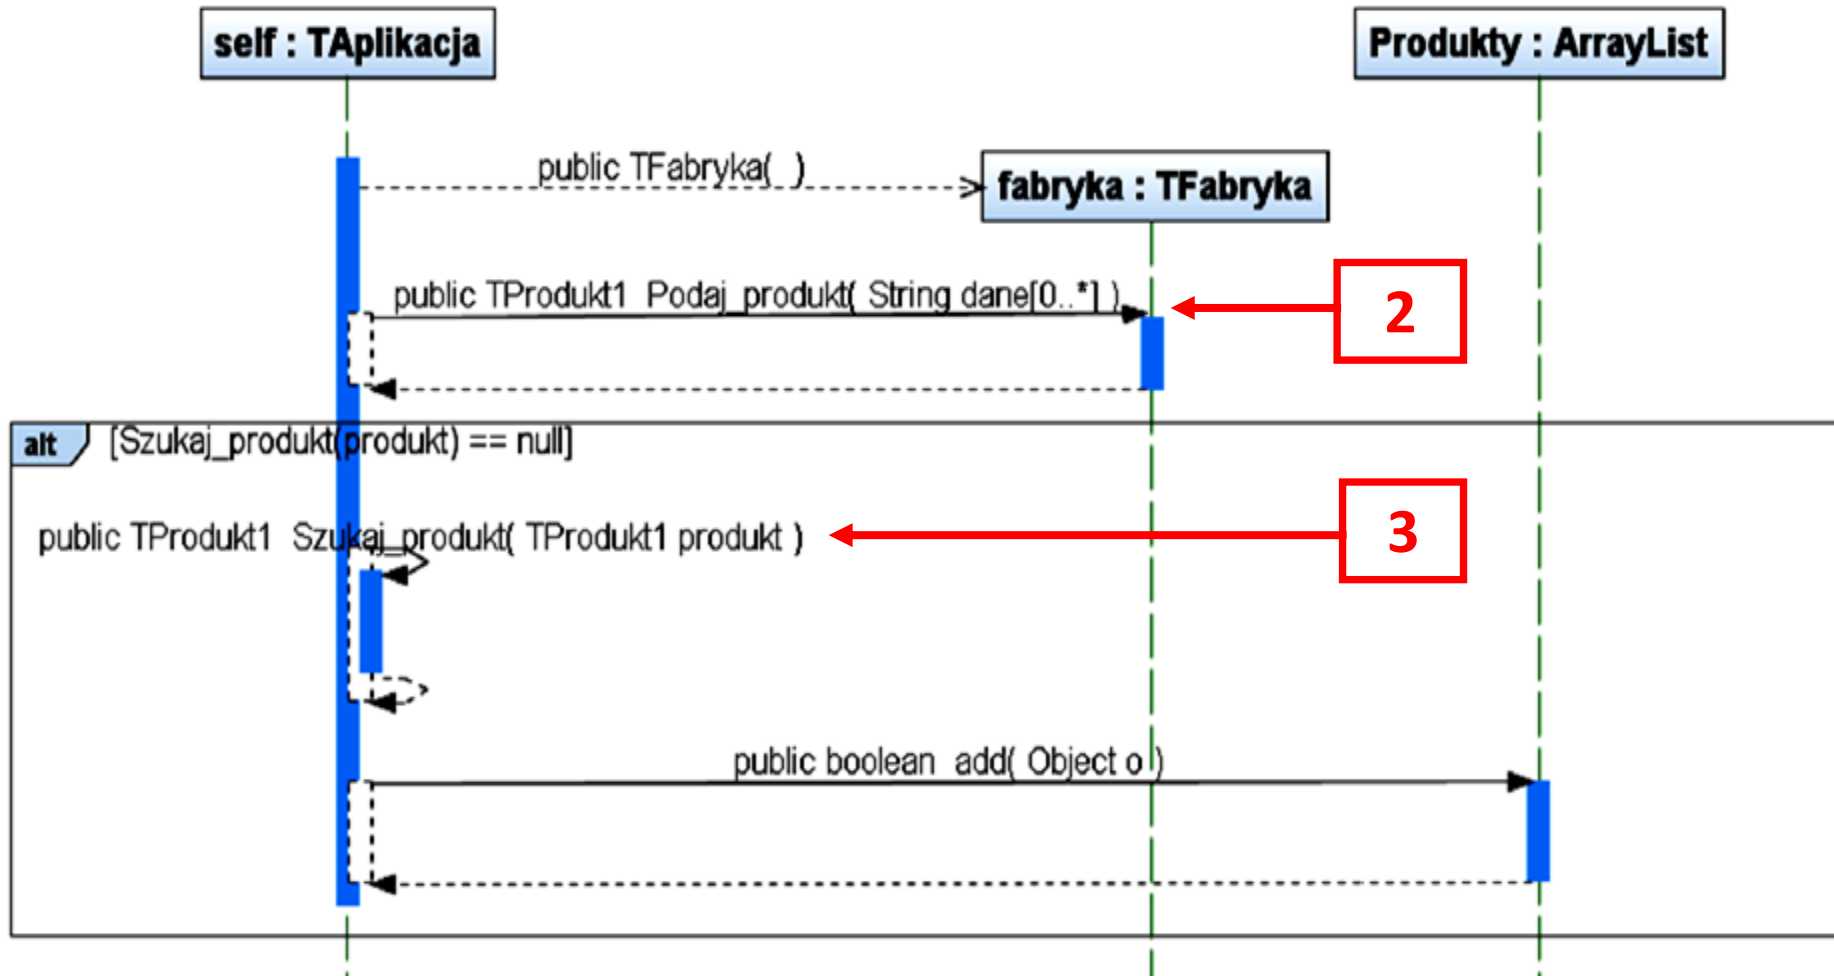 self : TAplikacja
Produkty : ArrayList
public TFabryka(  )
fabryka : TFabryka
public TProdukt1  Podaj_produkt( String dane[0..*] )
2
alt
[Szukaj_produkt(produkt) == null]
public TProdukt1  Szukaj_produkt( TProdukt1 produkt )
3
public boolean  add( Object o )